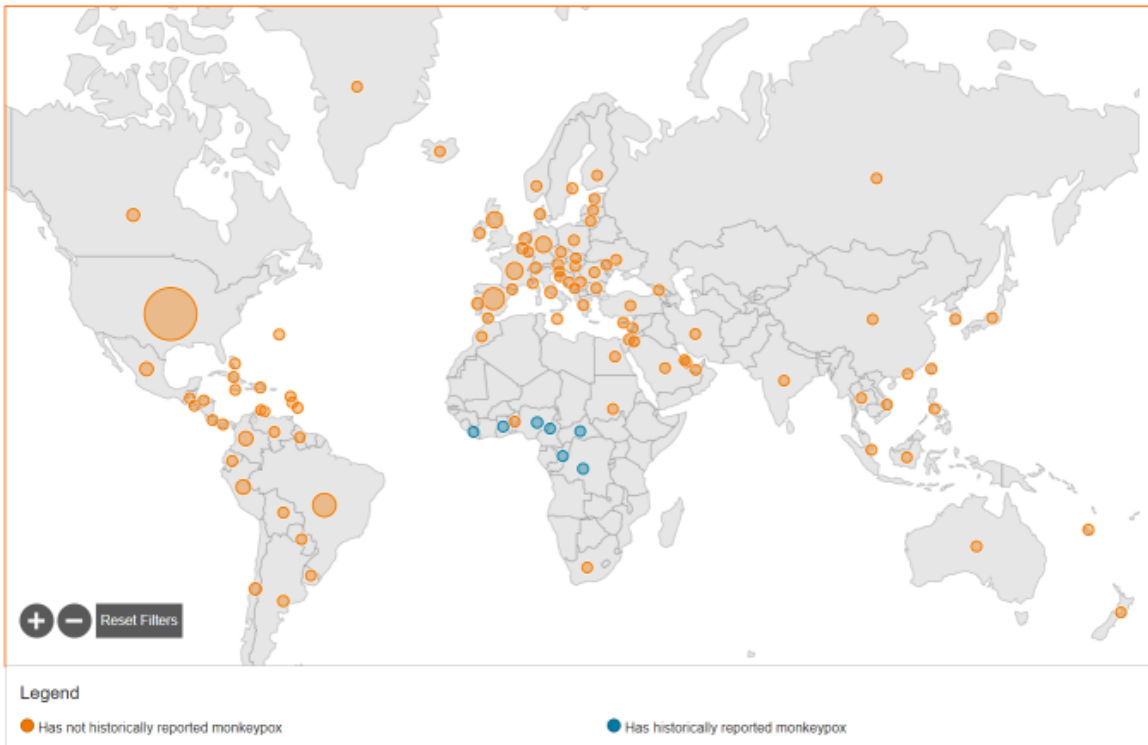 Reset Filters
Legend
Has not historically reported monkeypox
Has historically reported monkeypox